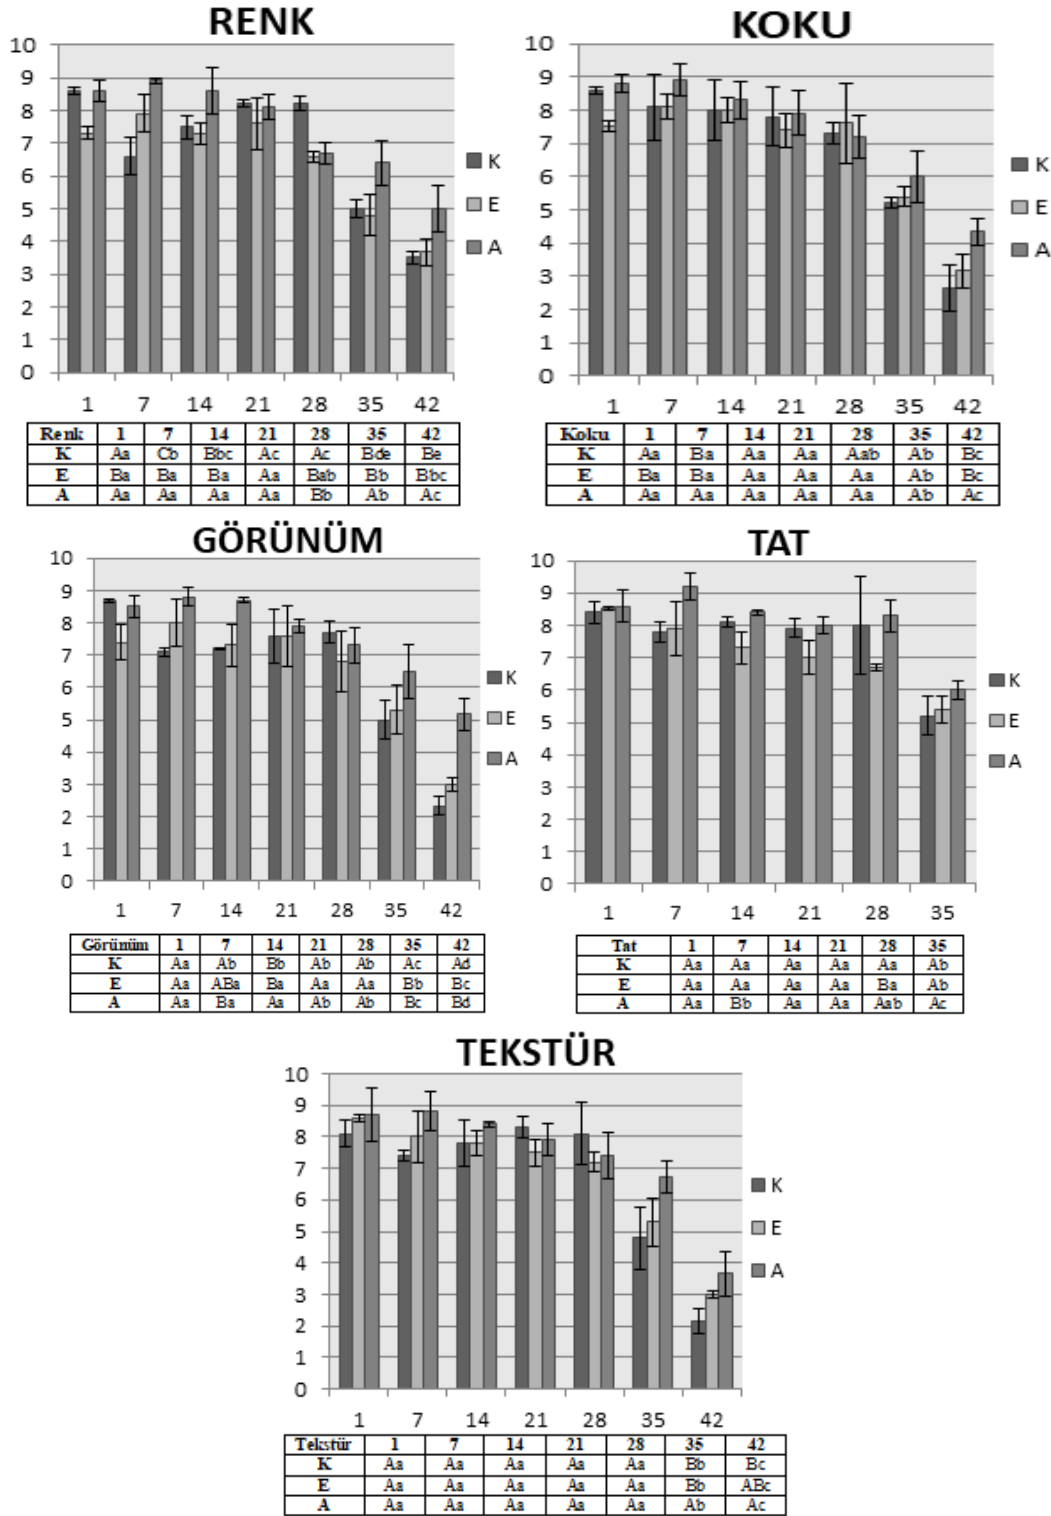 RENK
10
9
8
7
6
5
4
3
2
1
0
K
E
A
1 7 14 21 28 35 42
Renk 1 7 14 21 28 35 42
K Aa Cb Bbc Ac Ac Bde Be
E Ba Ba Ba Aa Bab Bb Bbc
A Aa Aa Aa Aa Bb Ab Ac
KOKU
10
9
8
7
6
5
4
3
2
1
0
K
E
A
1 7 14 21 28 35 42
Koku 1 7 14 21 28 35 42
K Aa Ba Aa Aa Aab Ab Bc
E Ba Ba Aa Aa Aa Ab Bc
A Aa Aa Aa Aa Aa Ab Ac
GÖRÜNÜM
10
9
8
7
6
5
4
3
2
1
0
K
E
A
1 7 14 21 28 35 42
Görünüm 1 7 14 21 28 35 42
K Aa Ab Bb Ab Ab Ac Ad
E Aa ABa Ba Aa Aa Bb Bc
A Aa Ba Aa Ab Ab Bc Bd
TAT
10
9
8
7
6
5
4
3
2
1
0
K
E
A
1 7 14 21 28 35
Tat 1 7 14 21 28 35
K Aa Aa Aa Aa Aa Ab
E Aa Aa Aa Aa Ba Ab
A Aa Bb Aa Aa Aab Ac
TEKSTÜR
10
9
8
7
6
5
4
3
2
1
0
K
E
A
1 7 14 21 28 35 42
Tekstür 1 7 14 21 28 35 42
K Aa Aa Aa Aa Aa Bb Bc
E Aa Aa Aa Aa Aa Bb ABc
A Aa Aa Aa Aa Aa Ab Ac